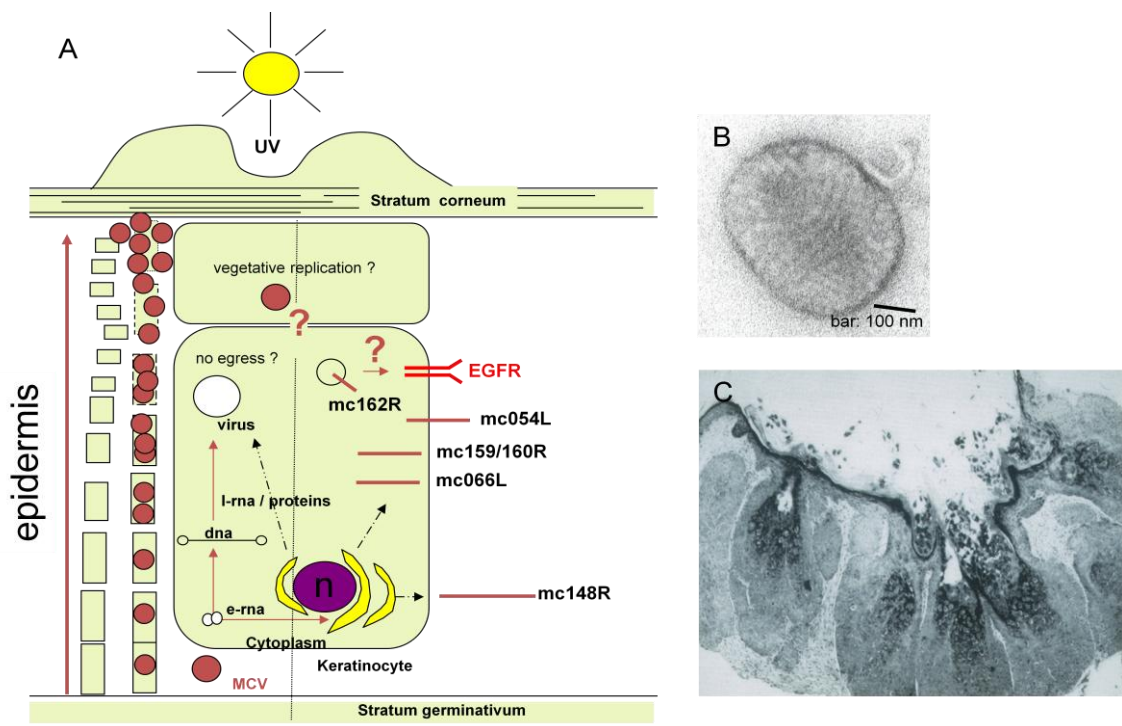 A
UV
Stratum corneum
vegetative replication ?
?
no egress ?
?
EGFR
mc162R
virus
mc054L
mc159/160R
mc066L
l-rna / proteins
dna
n
e-rna
mc148R
Cytoplasm
Keratinocyte
MCV
Stratum germinativum
epidermis
B
bar: 100 nm
C